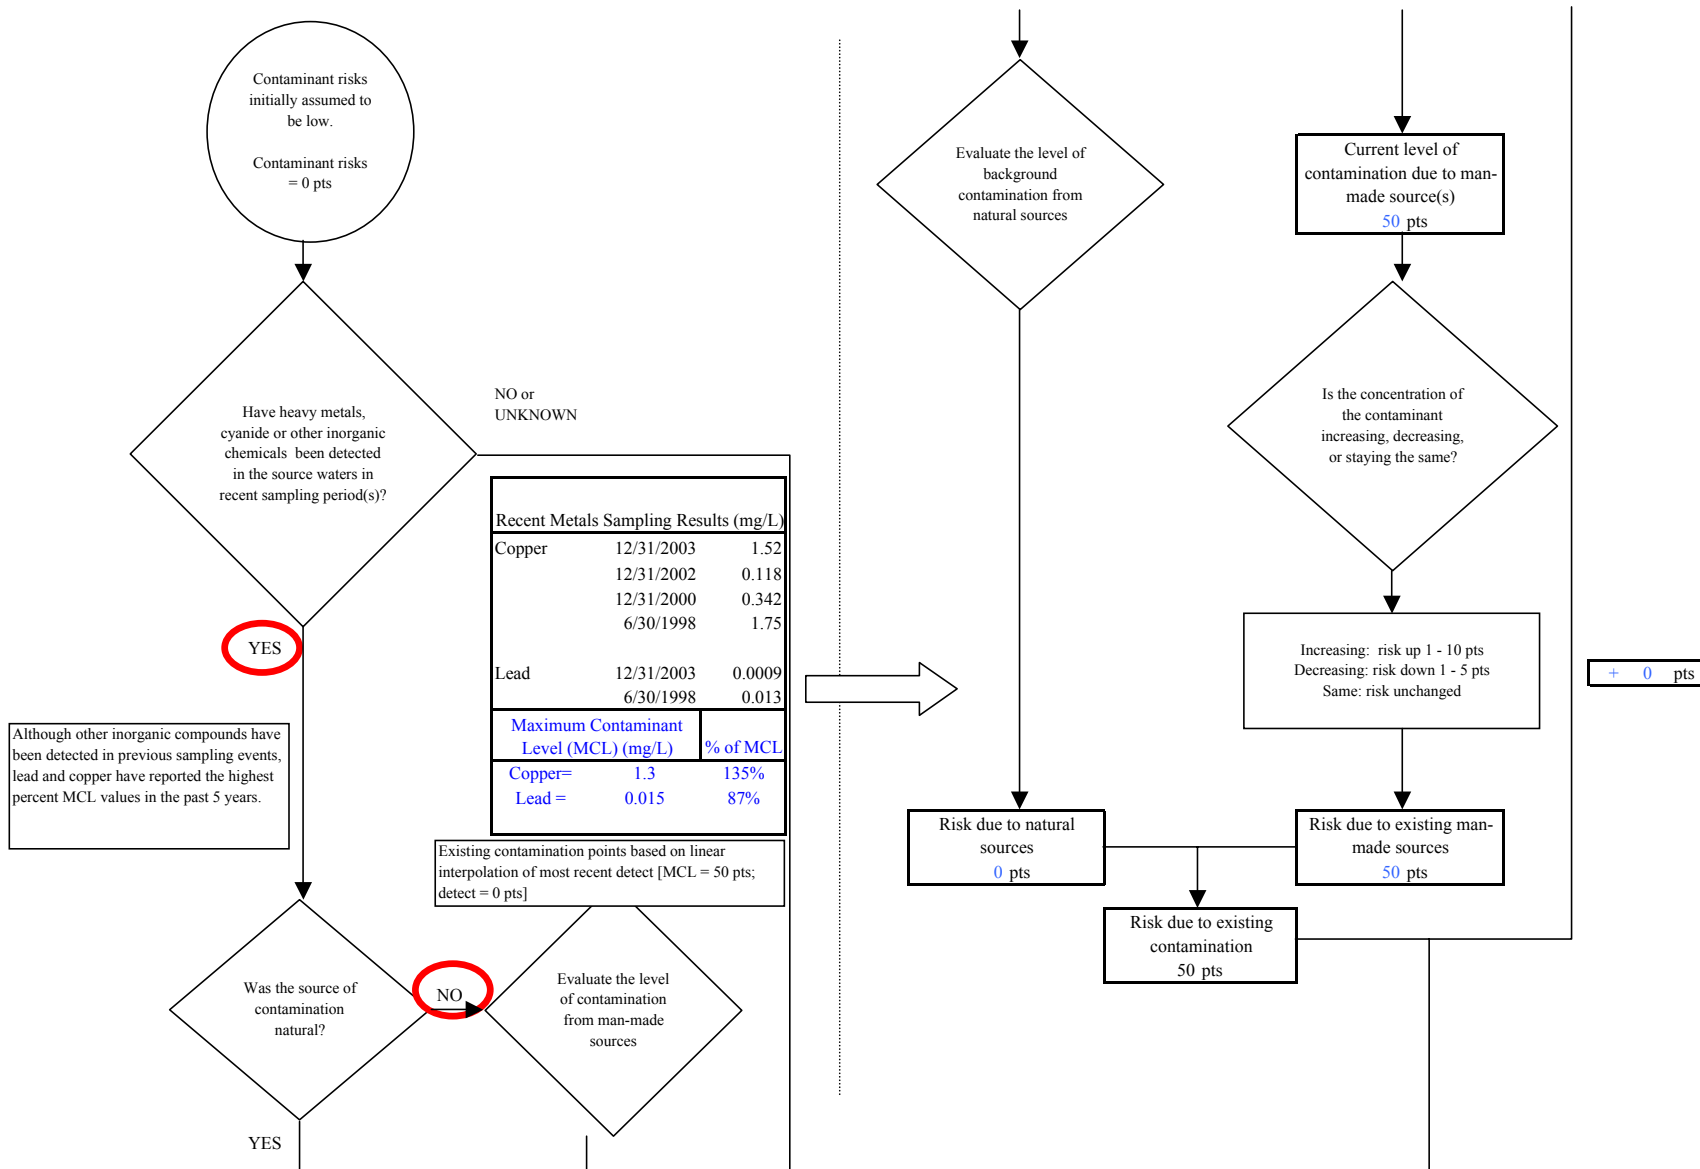 Contaminant risks
initially assumed to
be low.
Contaminant risks
= 0 pts
Have heavy metals,
cyanide or other inorganic
chemicals been detected
in the source waters in
recent sampling period(s)?
NO or
UNKNOWN
YES
Recent Metals Sampling Results (mg/L)
Copper 12/31/2003 1.52
12/31/2002 0.118
12/31/2000 0.342
6/30/1998 1.75
Lead 12/31/2003 0.0009
6/30/1998 0.013
Maximum Contaminant
Level (MCL) (mg/L) % of MCL
Copper= 1.3 135%
Lead = 0.015 87%
Although other inorganic compounds have
been detected in previous sampling events,
lead and copper have reported the highest
percent MCL values in the past 5 years.
Existing contamination points based on linear
interpolation of most recent detect [MCL = 50 pts;
detect = 0 pts]
Was the source of
contamination
natural?
NO
Evaluate the level
of contamination
from man-made
sources
YES
Evaluate the level of
background
contamination from
natural sources
Current level of
contamination due to man-
made source(s)
50 pts
Is the concentration of
the contaminant
increasing, decreasing,
or staying the same?
Increasing: risk up 1 - 10 pts
Decreasing: risk down 1 - 5 pts
Same: risk unchanged
+ 0 pts
Risk due to natural
sources
0 pts
Risk due to existing man-
made sources
50 pts
Risk due to existing
contamination
50 pts